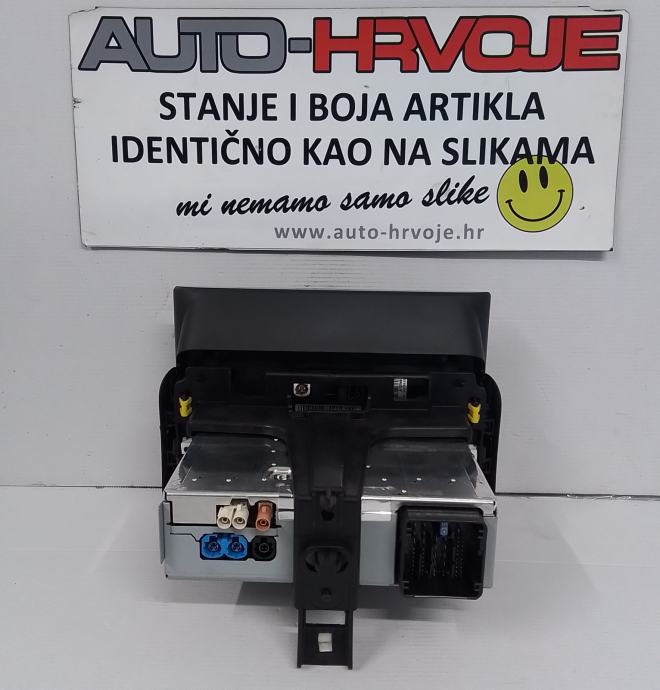 AUTO-HRVOJE
STANJE I BOJA ARTIKLA
IDENTIČNO KAO NA SLIKAMA
mi nemamo samo slike
www.auto-hrvoje.hr